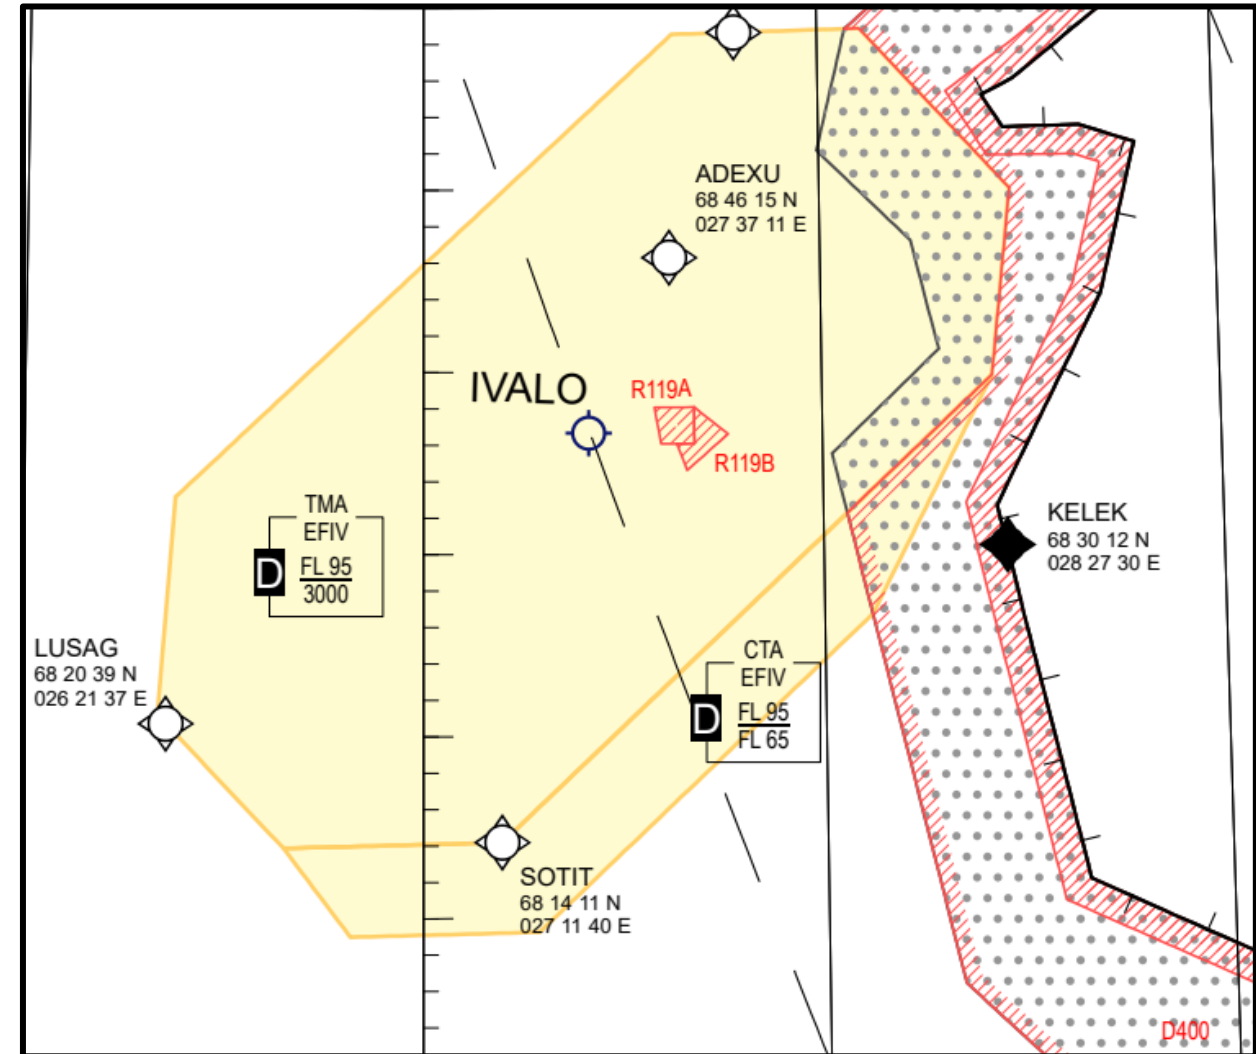 ADEXU
68 46 15 N
027 37 11 E
IVALO
R119A
R119B
TMA
EFIV
D
FL 95
3000
KELEK
68 30 12 N
028 27 30 E
LUSAG
68 20 39 N
026 21 37 E
CTA
EFIV
D
FL 95
FL 65
SOTIT
68 14 11 N
027 11 40 E
D400